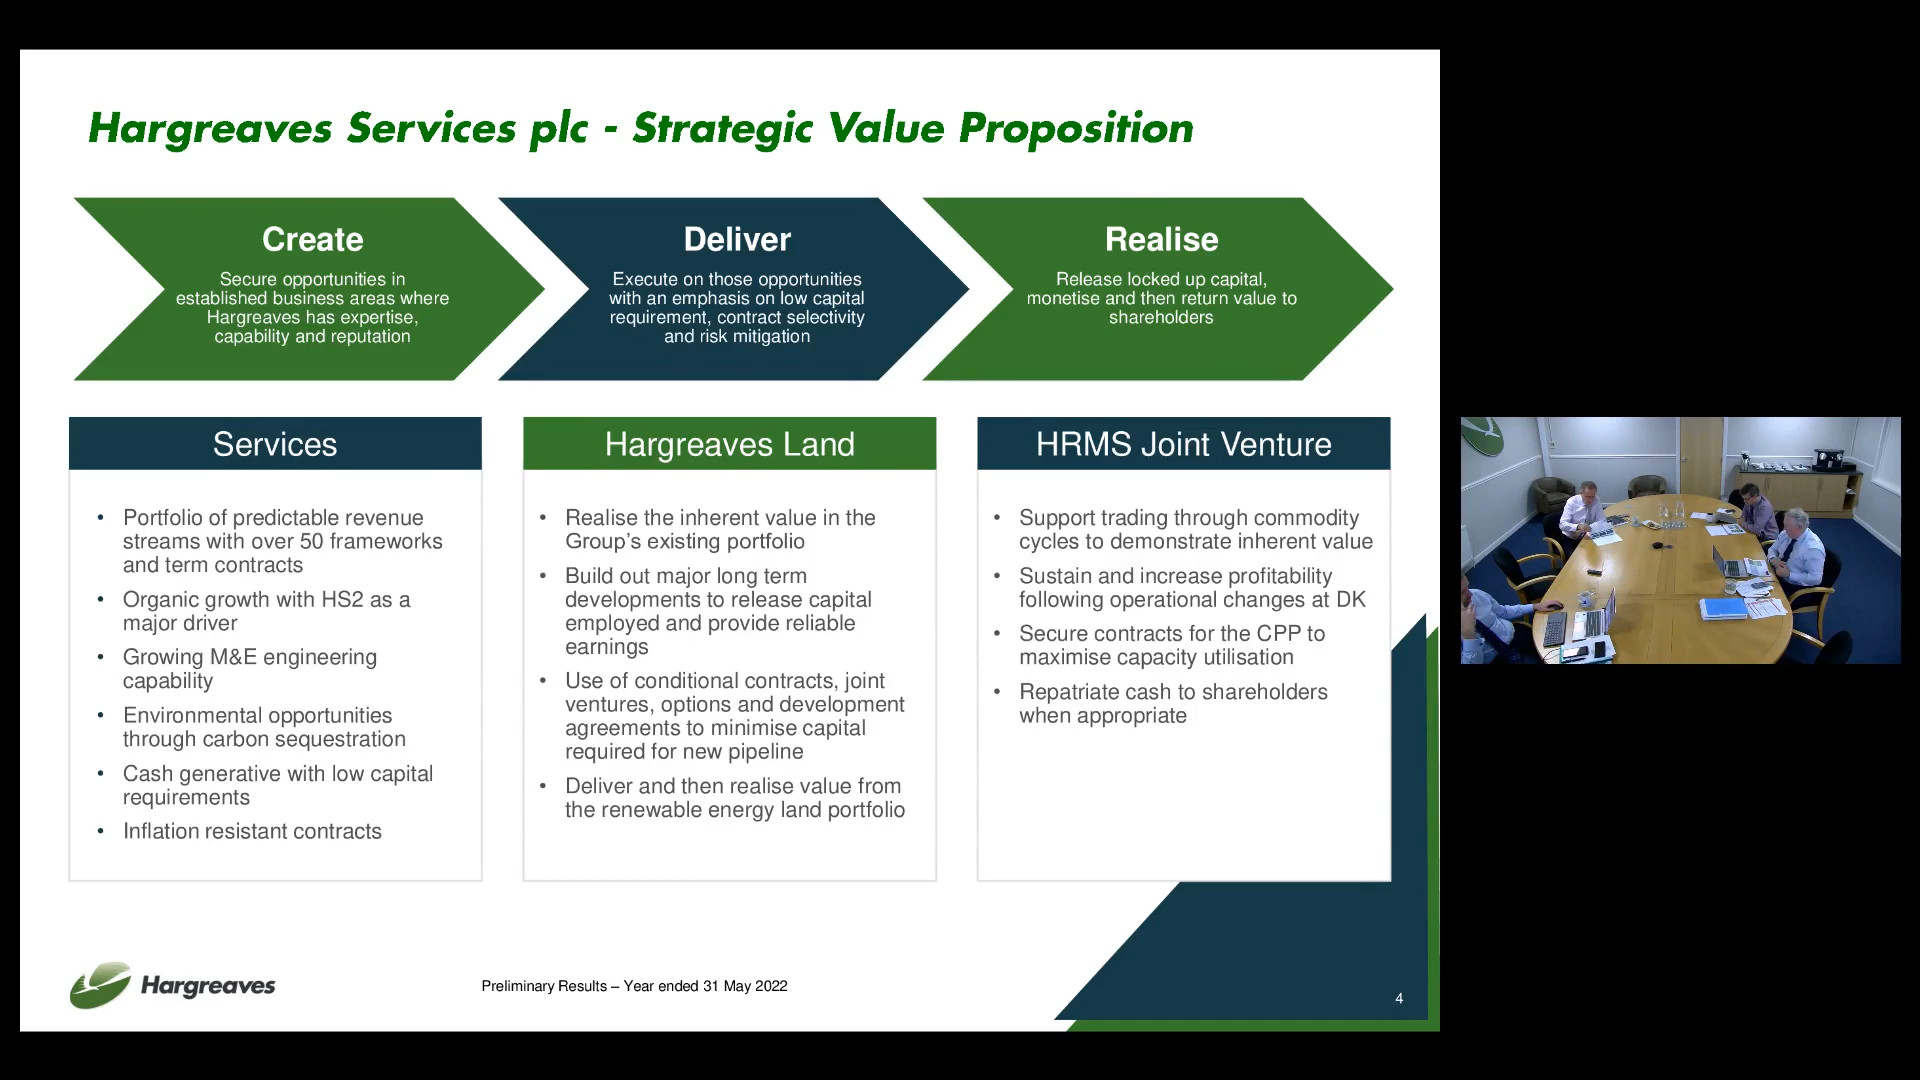 Hargreaves Services plc - Strategic Value Proposition
Create
Secure opportunities in
established business areas where
Hargreaves has expertise,
capability and reputation
Deliver
Execute on those opportunities
with an emphasis on low capital
requirement, contract selectivity
and risk mitigation
Realise
Release locked up capital,
monetise and then return value to
shareholders
Services
• Portfolio of predictable revenue
streams with over 50 frameworks
and term contracts
• Organic growth with HS2 as a
major driver
• Growing M&E engineering
capability
• Environmental opportunities
through carbon sequestration
• Cash generative with low capital
requirements
• Inflation resistant contracts
Hargreaves Land
• Realise the inherent value in the
Group’s existing portfolio
• Build out major long term
developments to release capital
employed and provide reliable
earnings
• Use of conditional contracts, joint
ventures, options and development
agreements to minimise capital
required for new pipeline
• Deliver and then realise value from
the renewable energy land portfolio
HRMS Joint Venture
• Support trading through commodity
cycles to demonstrate inherent value
• Sustain and increase profitability
following operational changes at DK
• Secure contracts for the CPP to
maximise capacity utilisation
• Repatriate cash to shareholders
when appropriate
Hargreaves
Preliminary Results – Year ended 31 May 2022
4